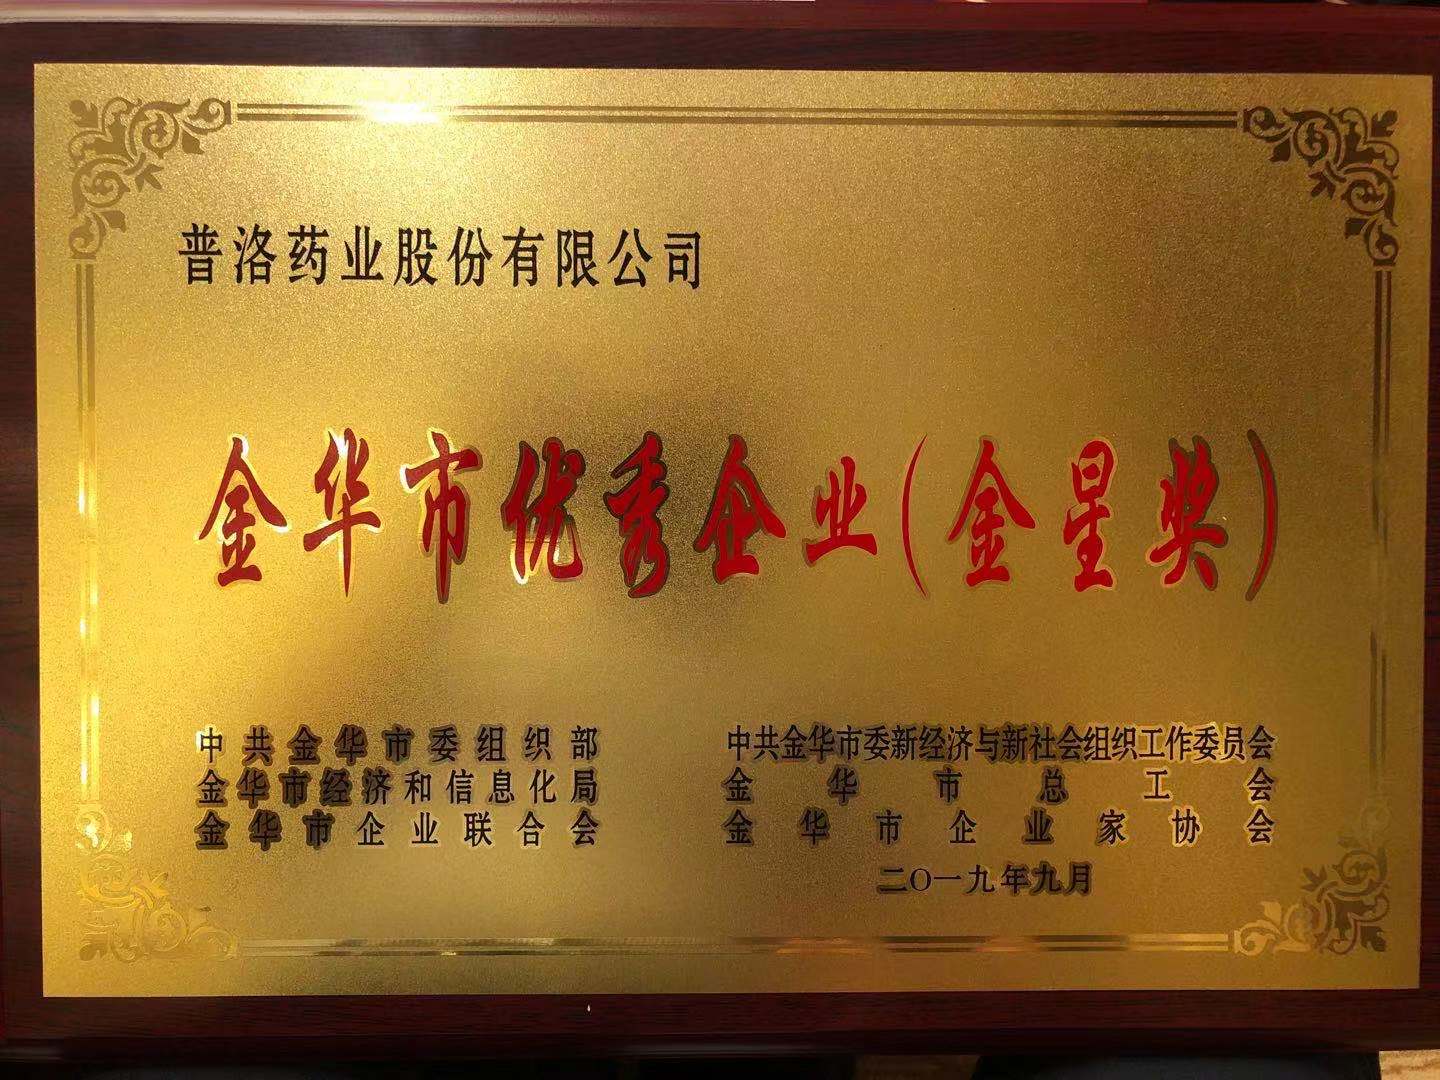 普洛药业股份有限公司
金华市优秀企业(金星奖)
中共金华市委组织部
金华市经济和信息化局
金华市企业联合会
中共金华市委新经济与新社会组织工作委员会
金华市总工会
金华市企业家协会
二〇一九年九月